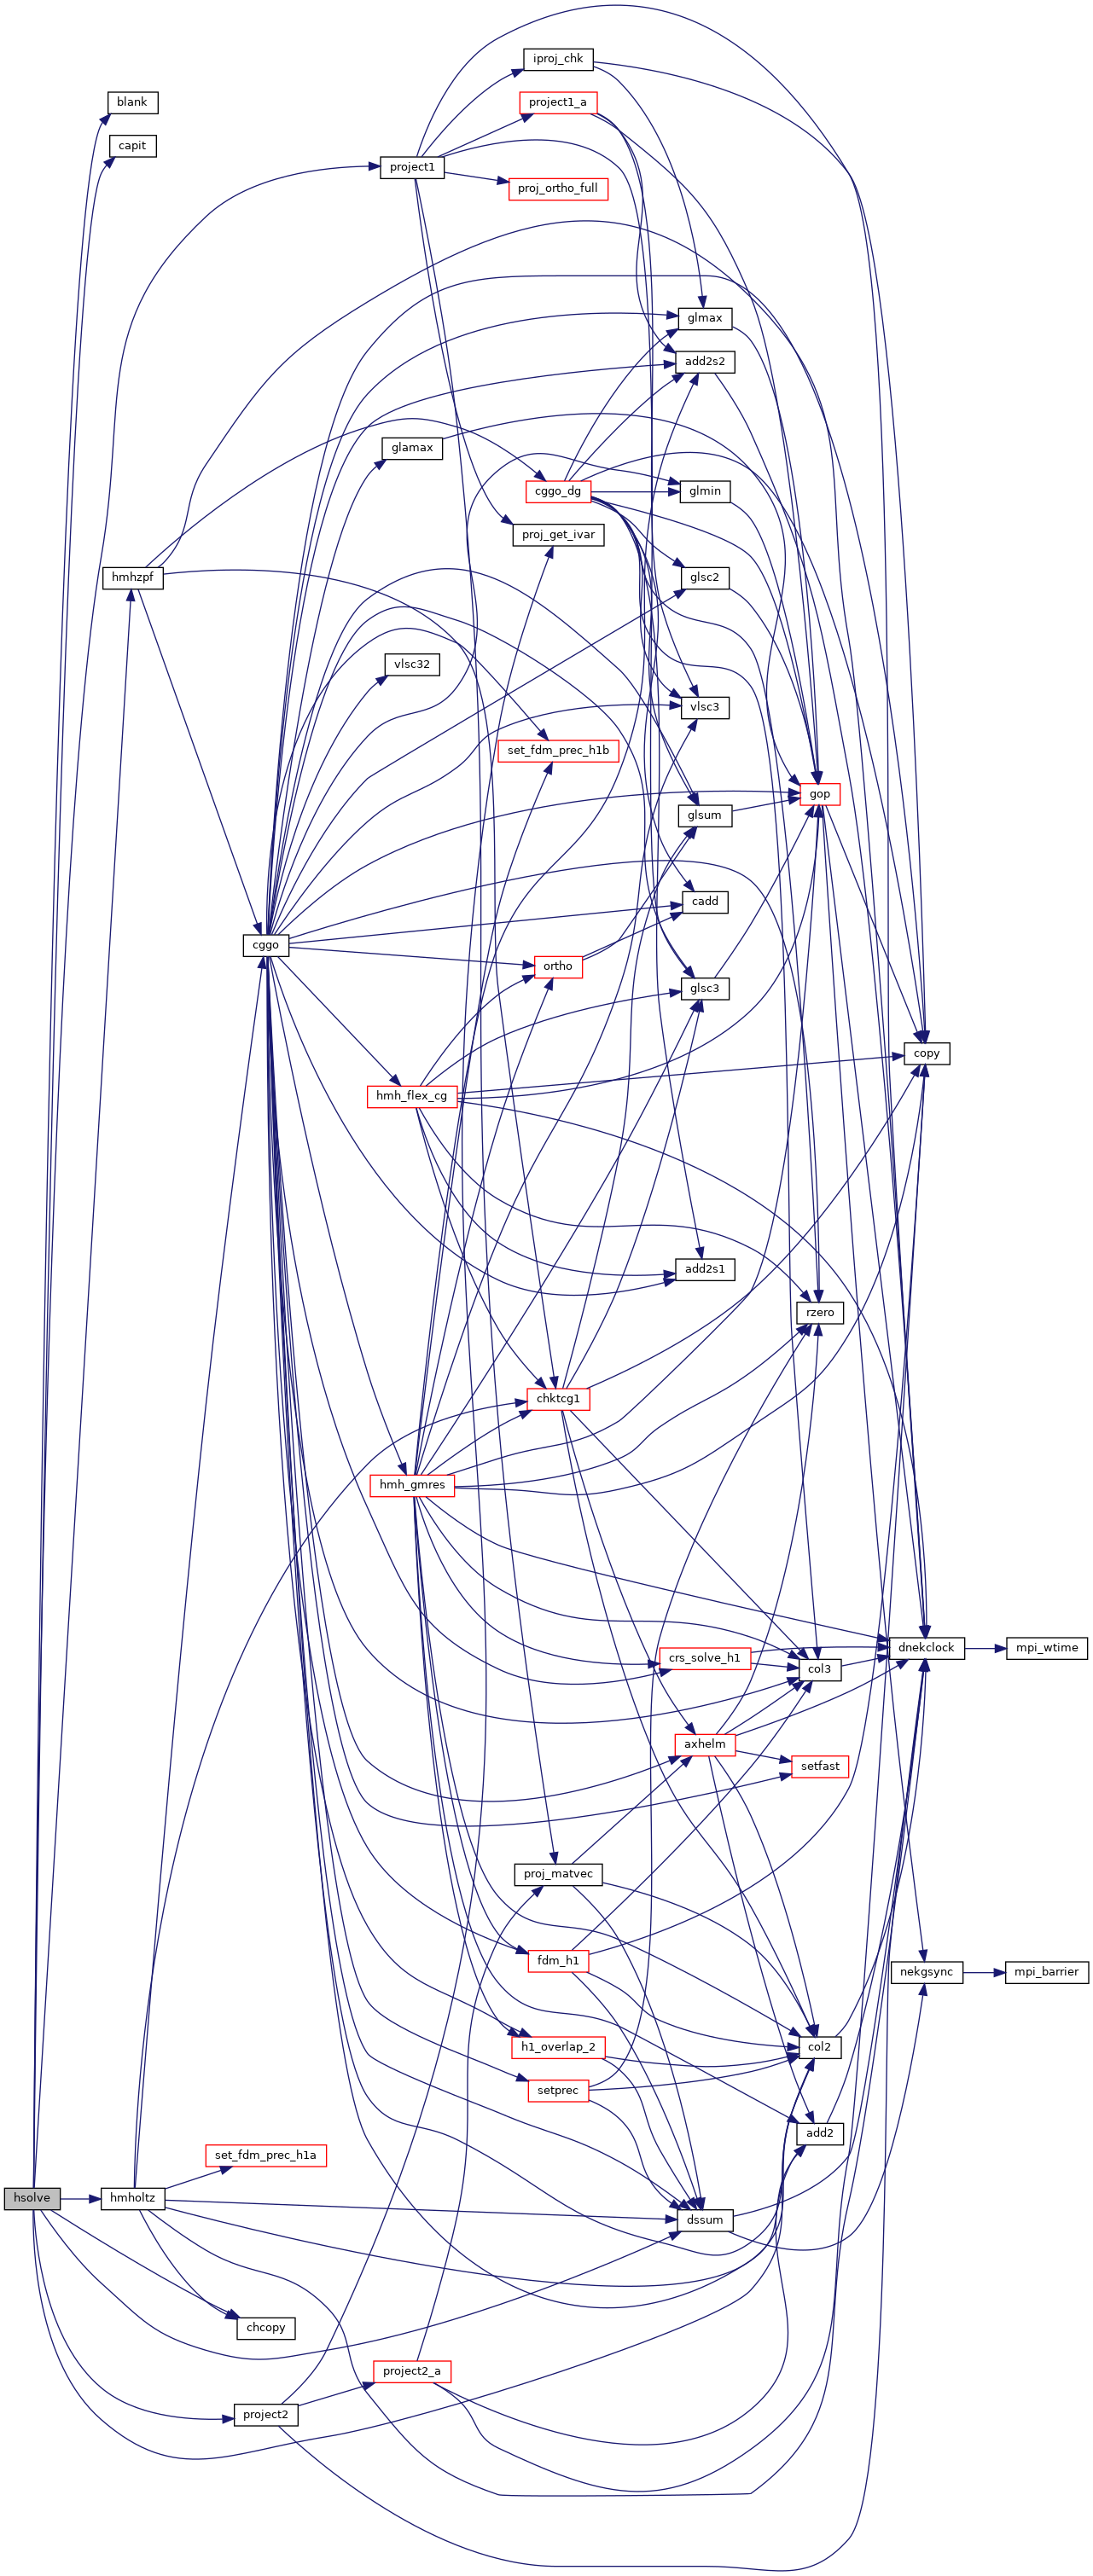 iproj_chk
blank
project1_a
capit
project1
proj_ortho_full
glmax
add2s2
glamax
cggo_dg
glmin
proj_get_ivar
hmhzpf
glsc2
vlsc32
vlsc3
set_fdm_prec_h1b
gop
glsum
cadd
cggo
ortho
glsc3
copy
hmh_flex_cg
add2s1
rzero
chktcg1
hmh_gmres
dnekclock
mpi_wtime
crs_solve_h1
col3
axhelm
setfast
proj_matvec
fdm_h1
nekgsync
mpi_barrier
h1_overlap_2
col2
setprec
add2
set_fdm_prec_h1a
hsolve
hmholtz
dssum
chcopy
project2_a
project2